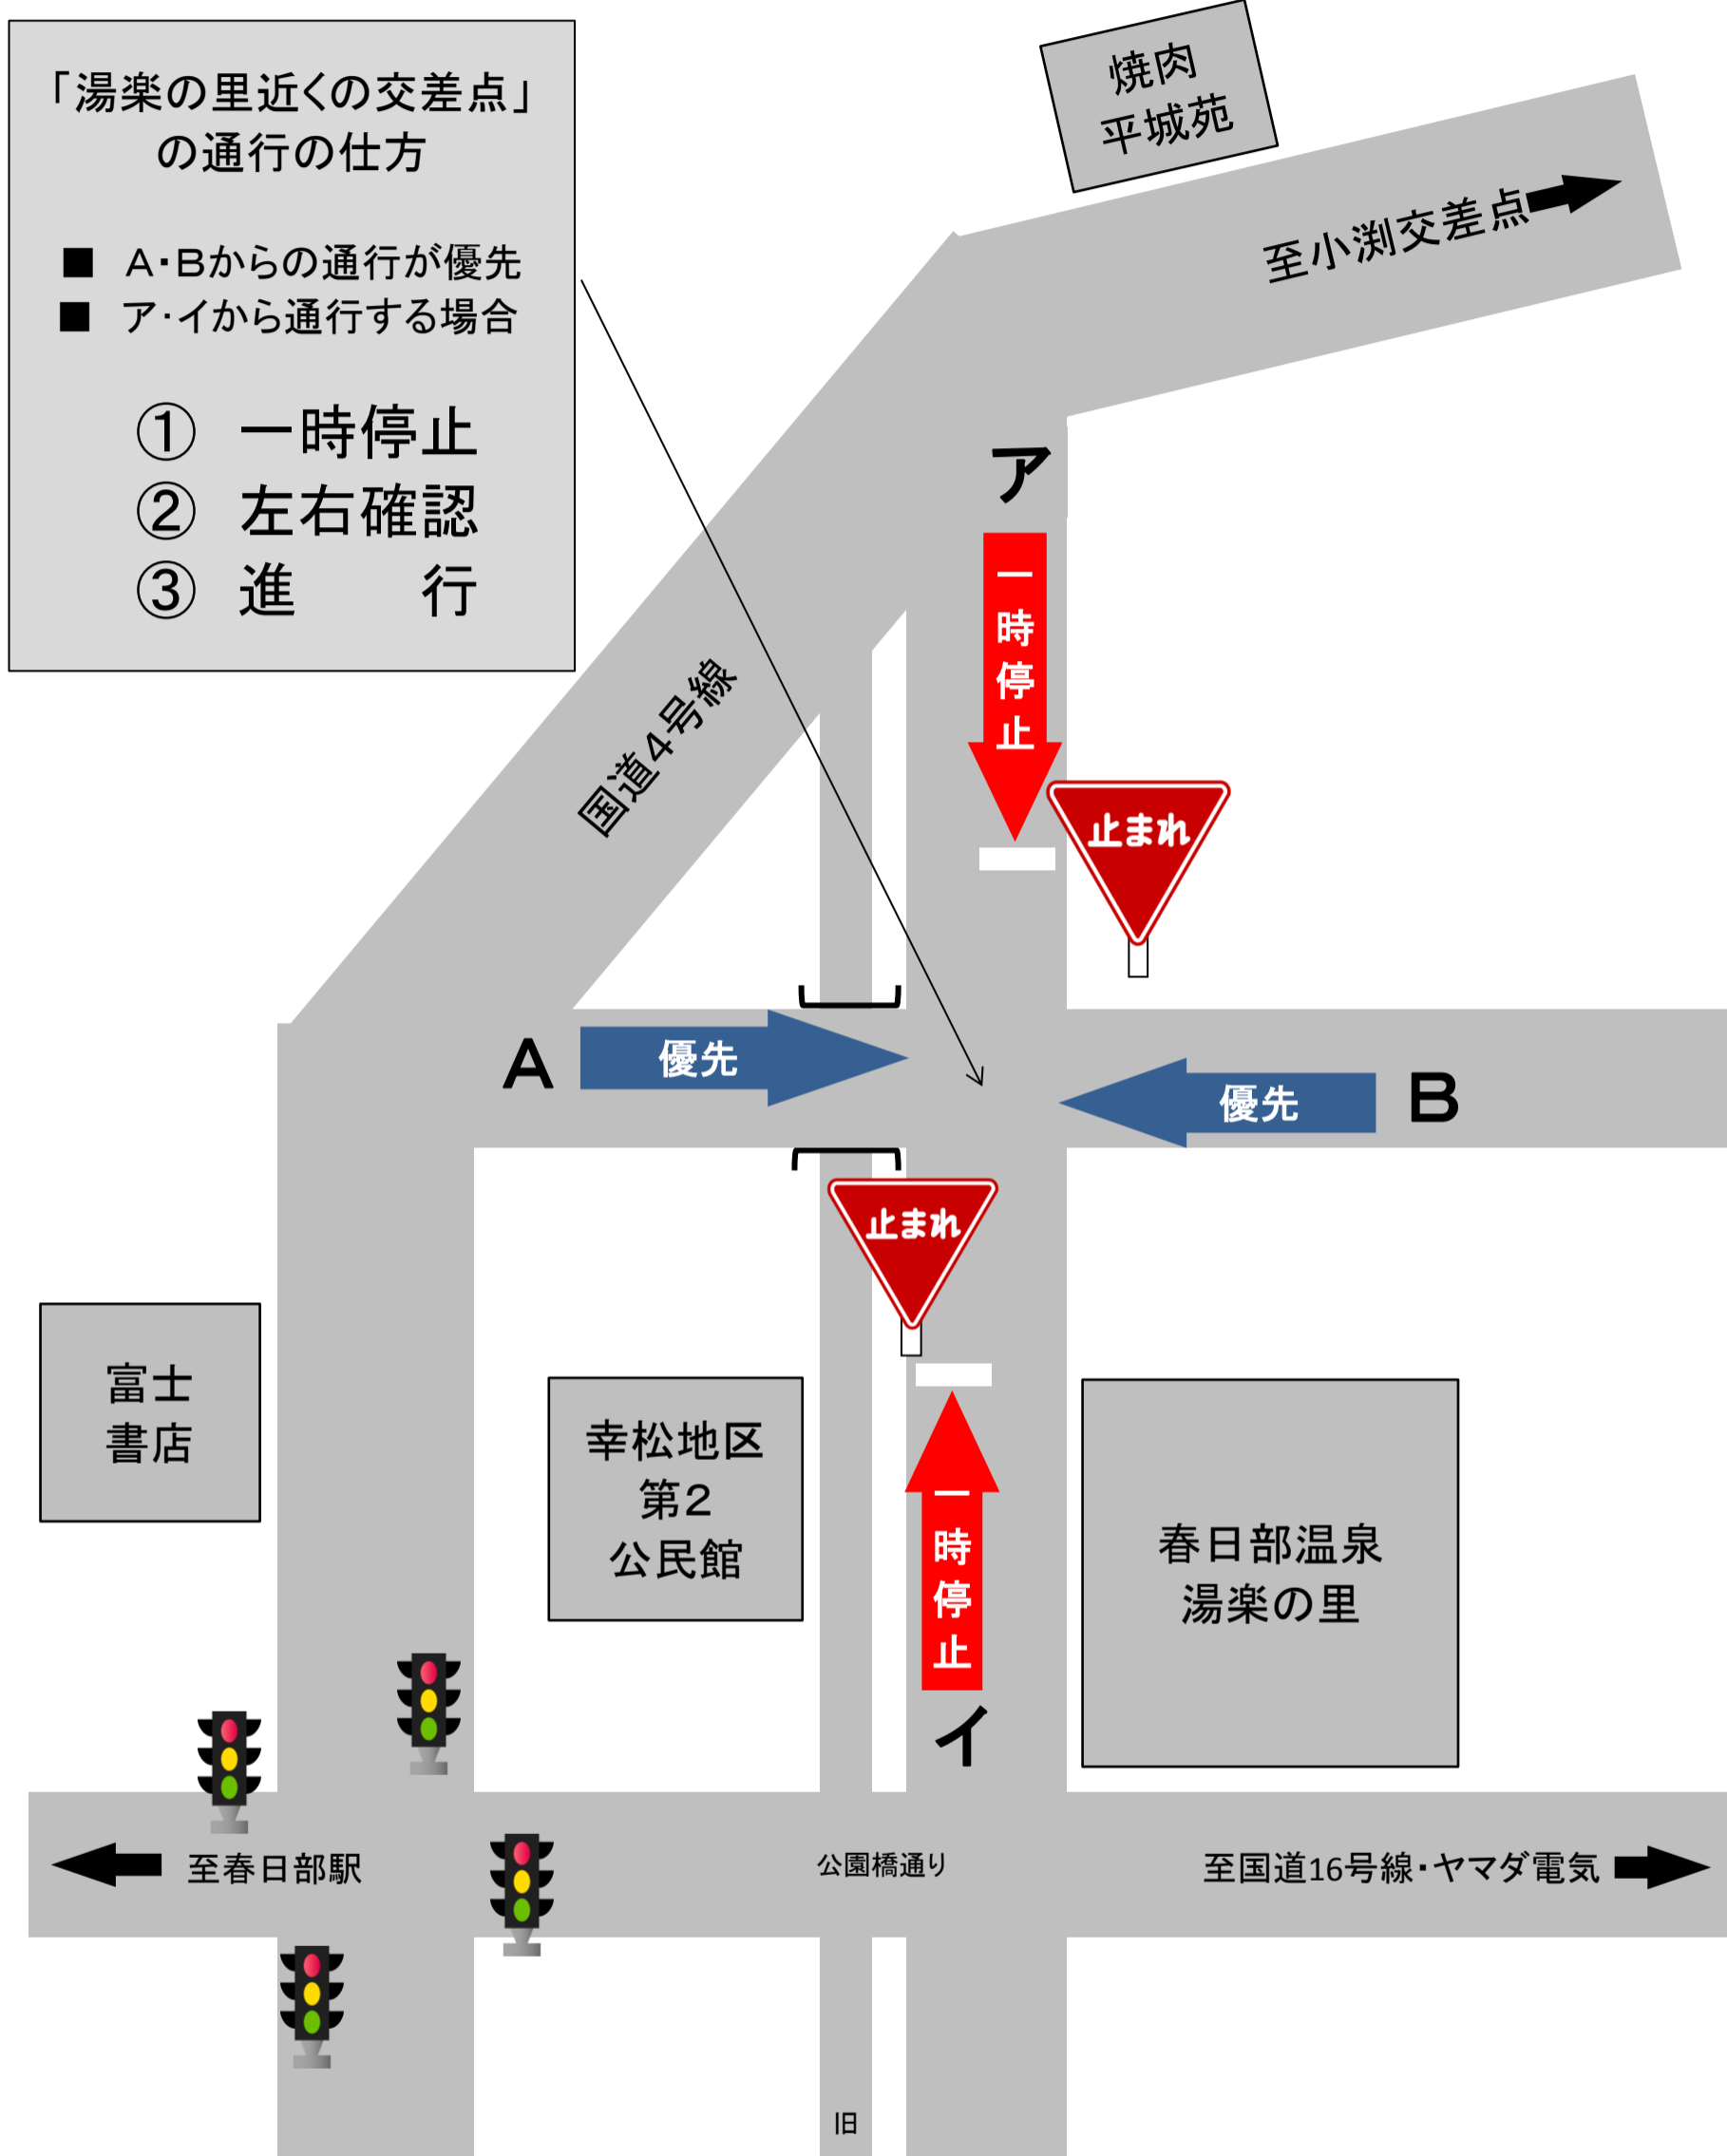 「湯楽の里近くの交差点」
の通行の仕方
■ A・Bからの通行が優先
■ ア・イから通行する場合
① 一時停止
② 左右確認
③ 進 行
焼肉
平城苑
至小渕交差点
ア
一時停止
国道4号線
止まれ
A
優先
優先
B
止まれ
富士
書店
幸松地区
第2
公民館
一時停止
春日部温泉
湯楽の里
イ
至春日部駅
公園橋通り
至国道16号線・ヤマダ電気
旧